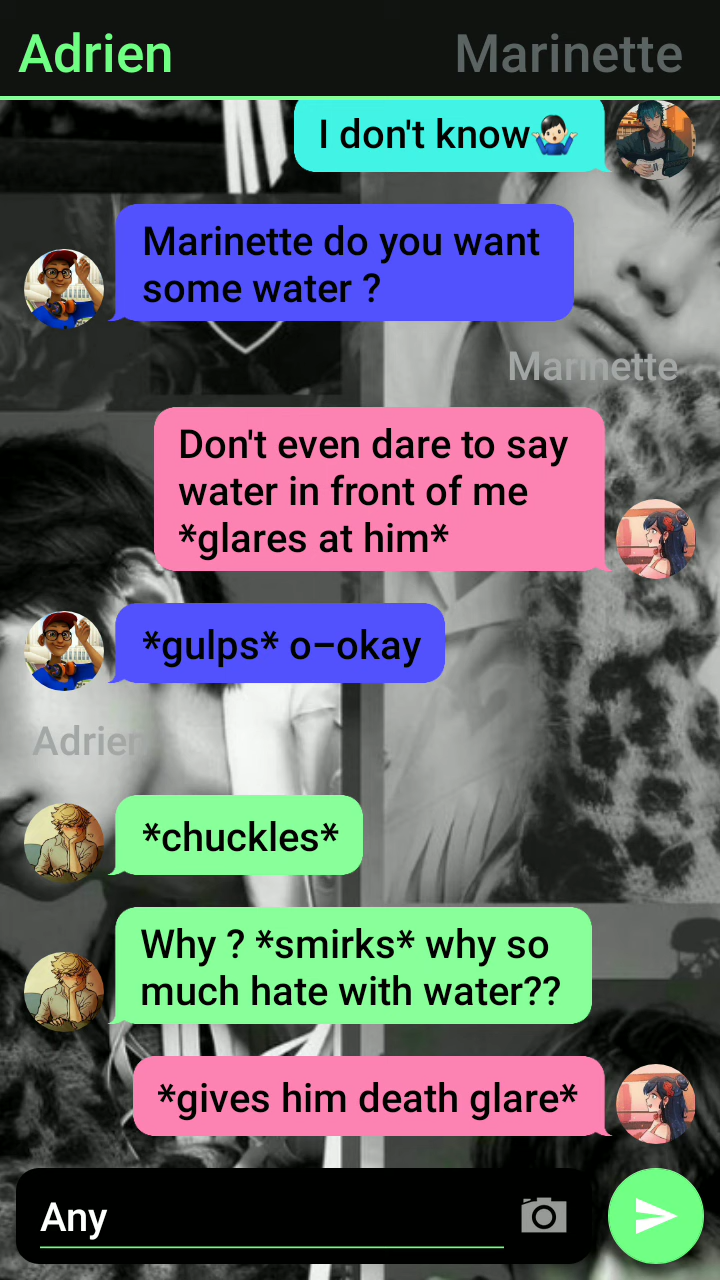 Adrien
Marinette
I don't know🤷🏻‍♂️
Marinette do you want
some water ?
Marinette
Don't even dare to say
water in front of me
*glares at him*
*gulps* o–okay
Adrien
*chuckles*
Why ? *smirks* why so
much hate with water??
*gives him death glare*
Any